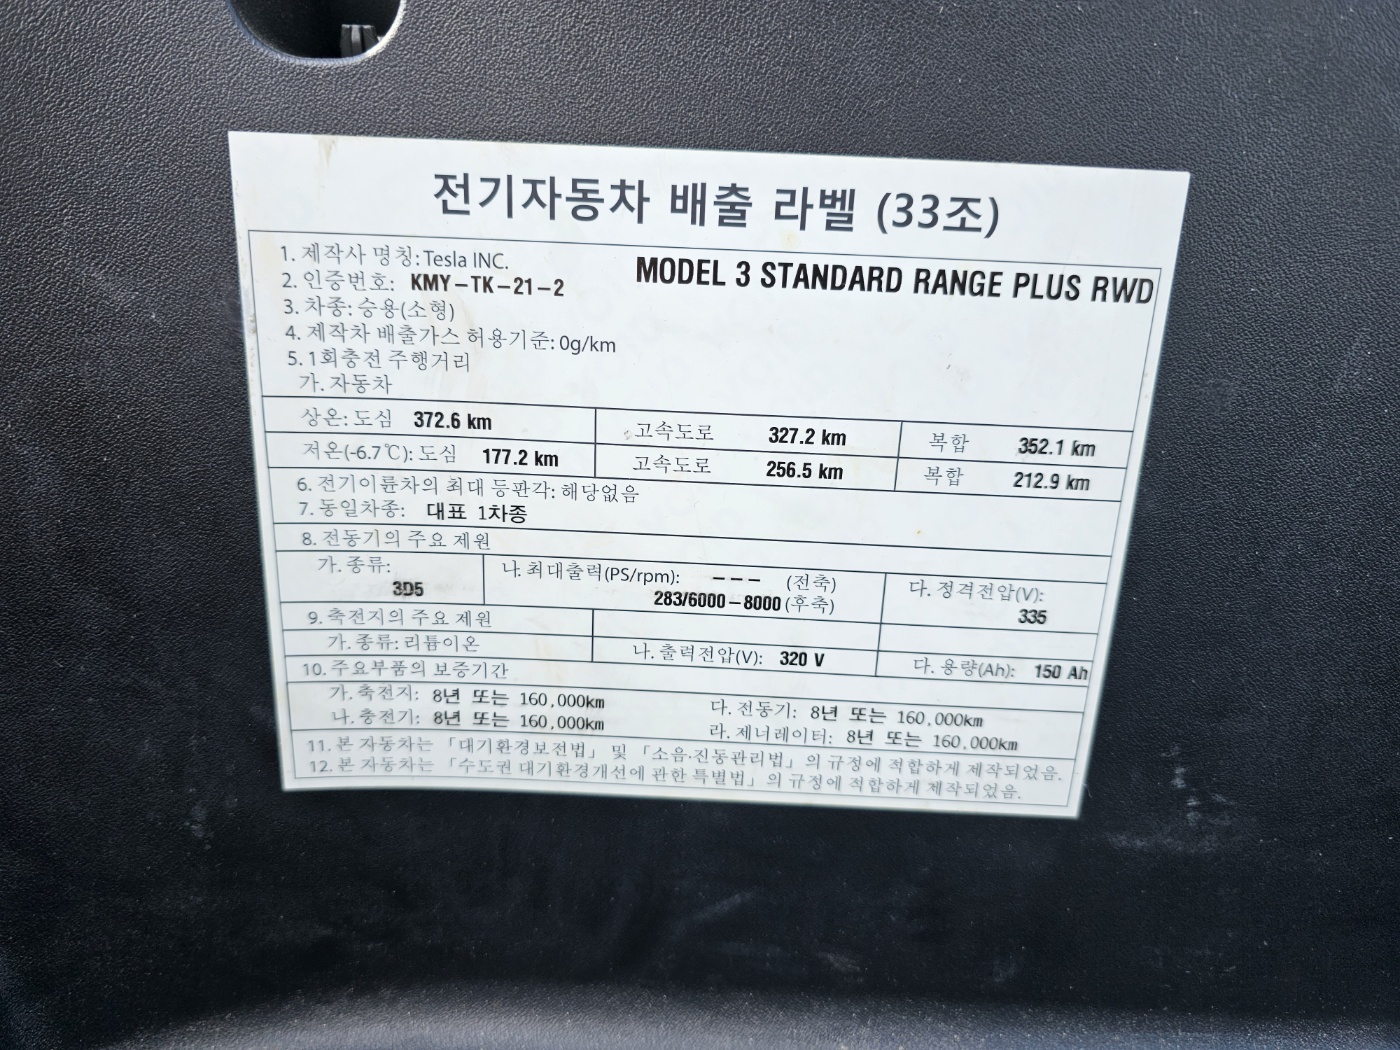 전기자동차 배출 라벨 (33조)
1. 제작사 명칭: Tesla INC.
MODEL 3 STANDARD RANGE PLUS RWD
2. 인증번호: KMY-TK-21-2
3. 차종: 승용(소형)
4. 제작차 배출가스 허용기준: 0g/km
5. 1회충전 주행거리
가. 자동차
상온: 도심 372.6 km 고속도로 327.2 km 복합 352.1 km
저온(-6.7℃): 도심 177.2 km 고속도로 256.5 km 복합 212.9 km
6. 전기이륜차의 최대 등판각: 해당없음
7. 동일차종: 대표 1차종
8. 전동기의 주요 제원
가. 종류: 나. 최대출력(PS/rpm): --- (전축) 다. 정격전압(V):
3D5 283/6000-8000 (후축) 335
9. 축전지의 주요 제원
가. 종류: 리튬이온 나. 출력전압(V): 320 V 다. 용량(Ah): 150 Ah
10. 주요부품의 보증기간
가. 축전지: 8년 또는 160,000km 다. 전동기: 8년 또는 160,000km
나. 충전기: 8년 또는 160,000km 라. 제너레이터: 8년 또는 160,000km
11. 본 자동차는 「대기환경보전법」 및 「소음·진동관리법」의 규정에 적합하게 제작되었음.
12. 본 자동차는 「수도권 대기환경개선에 관한 특별법」의 규정에 적합하게 제작되었음.